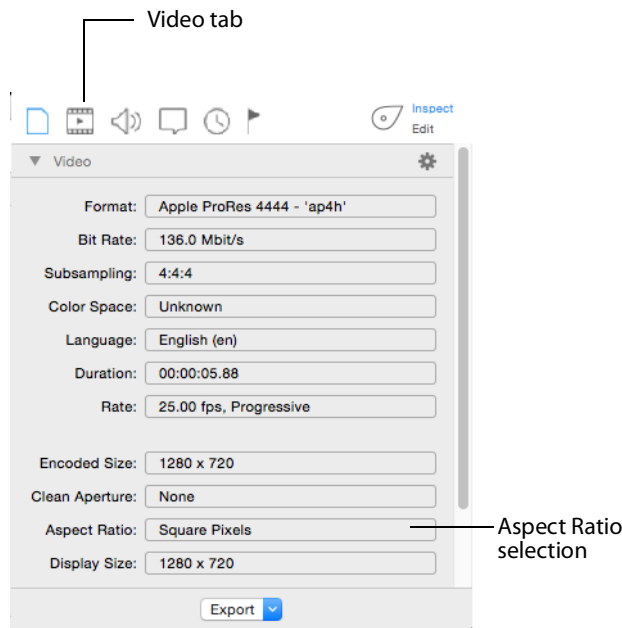 Video tab
Inspect
Edit
Video
Format: Apple ProRes 4444 - 'ap4h'
Bit Rate: 136.0 Mbit/s
Subsampling: 4:4:4
Color Space: Unknown
Language: English (en)
Duration: 00:00:05.88
Rate: 25.00 fps, Progressive
Encoded Size: 1280 x 720
Clean Aperture: None
Aspect Ratio: Square Pixels
Aspect Ratio
selection
Display Size: 1280 x 720
Export